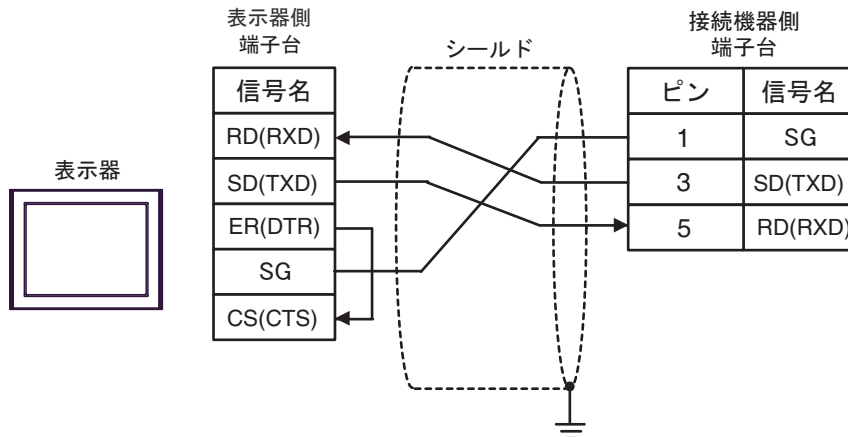 表示器側
端子台
シールド
接続機器側
端子台
信号名
ピン
信号名
RD(RXD)
1
SG
表示器
SD(TXD)
3
SD(TXD)
ER(DTR)
5
RD(RXD)
SG
CS(CTS)